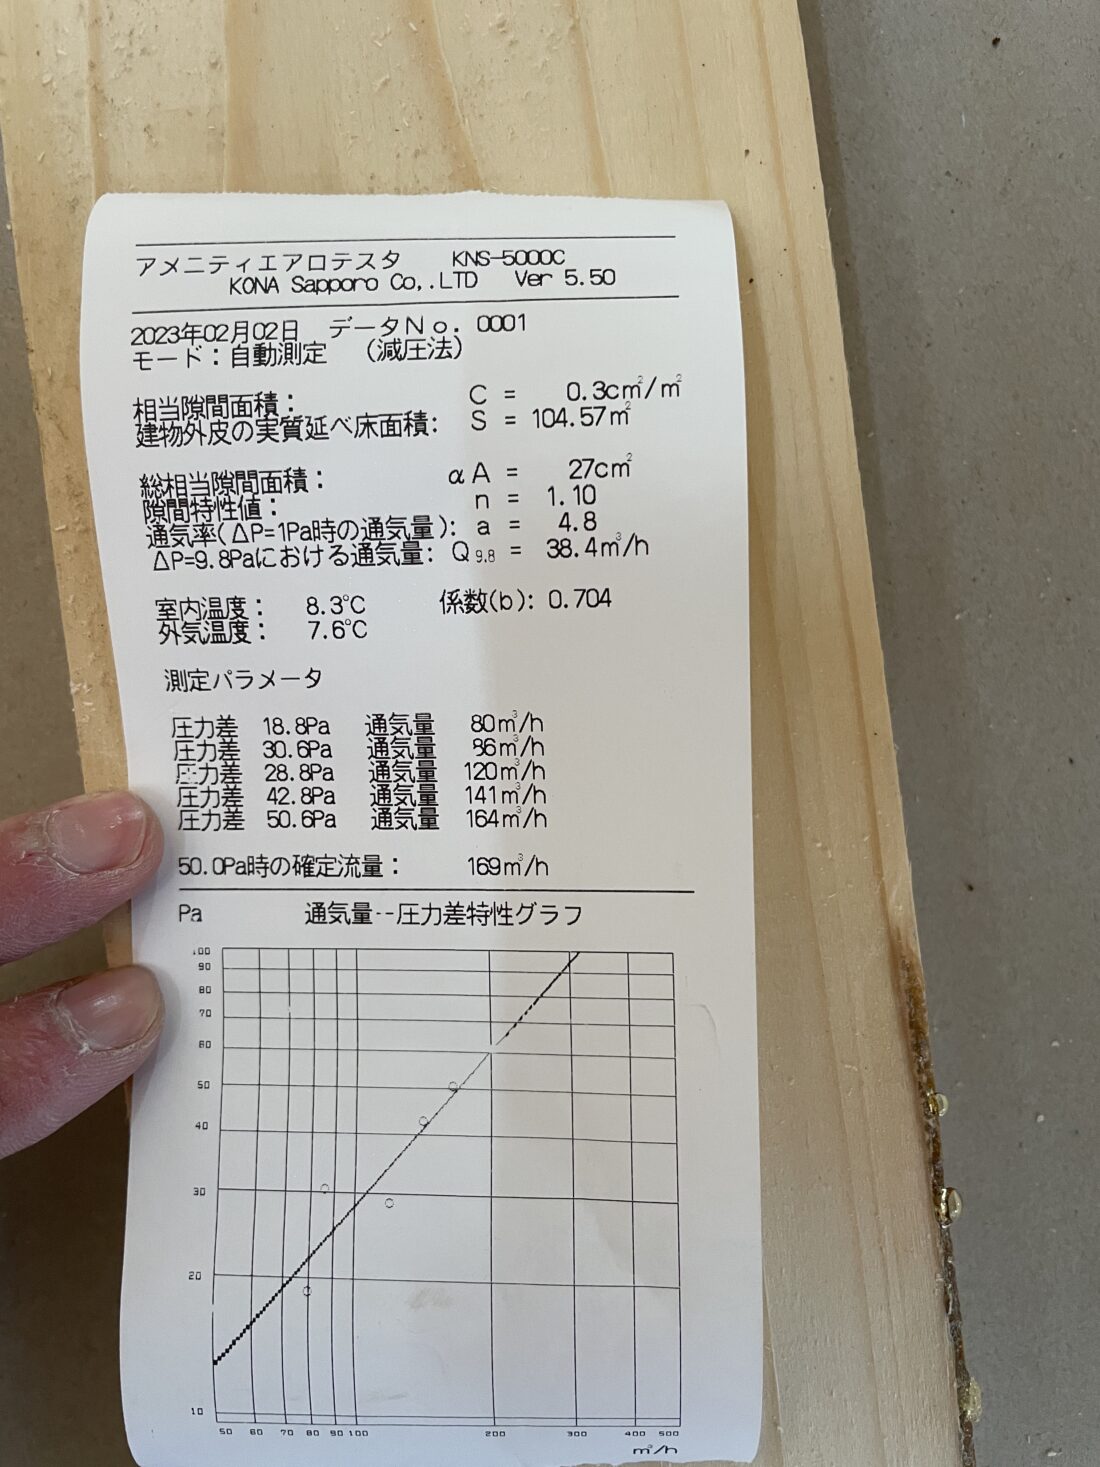 アメニティエアロテスタ KNS-5000C
KONA Sapporo Co,.LTD Ver 5.50
2023年02月02日 データNo. 0001
モード:自動測定 (減圧法)
相当隙間面積: C = 0.3cm²/m²
建物外皮の実質延べ床面積: S = 104.57m²
総相当隙間面積: αA = 27cm²
隙間特性値: n = 1.10
通気率(ΔP=1Pa時の通気量): a = 4.8
ΔP=9.8Paにおける通気量: Q9.8 = 38.4m³/h
室内温度: 8.3℃ 係数(b): 0.704
外気温度: 7.6℃
測定パラメータ
圧力差 18.8Pa 通気量 80m³/h
圧力差 30.6Pa 通気量 86m³/h
圧力差 28.8Pa 通気量 120m³/h
圧力差 42.8Pa 通気量 141m³/h
圧力差 50.6Pa 通気量 164m³/h
50.0Pa時の確定流量: 169m³/h
Pa 通気量--圧力差特性グラフ
100
90
80
70
60
50
40
30
20
10
50 60 70 80 90 100 200 300 400 500
m³/h